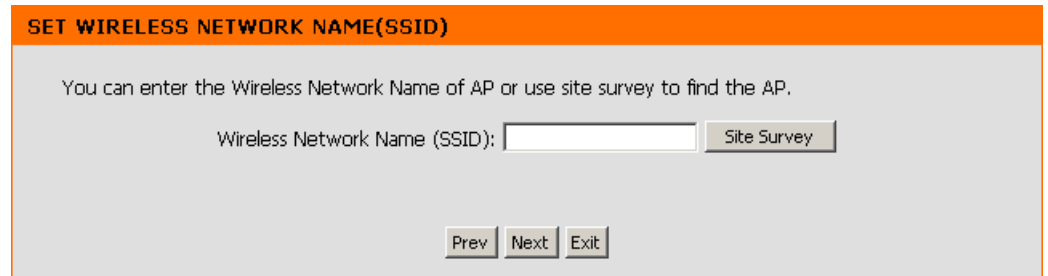 SET WIRELESS NETWORK NAME(SSID)
You can enter the Wireless Network Name of AP or use site survey to find the AP.
Wireless Network Name (SSID): Site Survey
Prev Next Exit